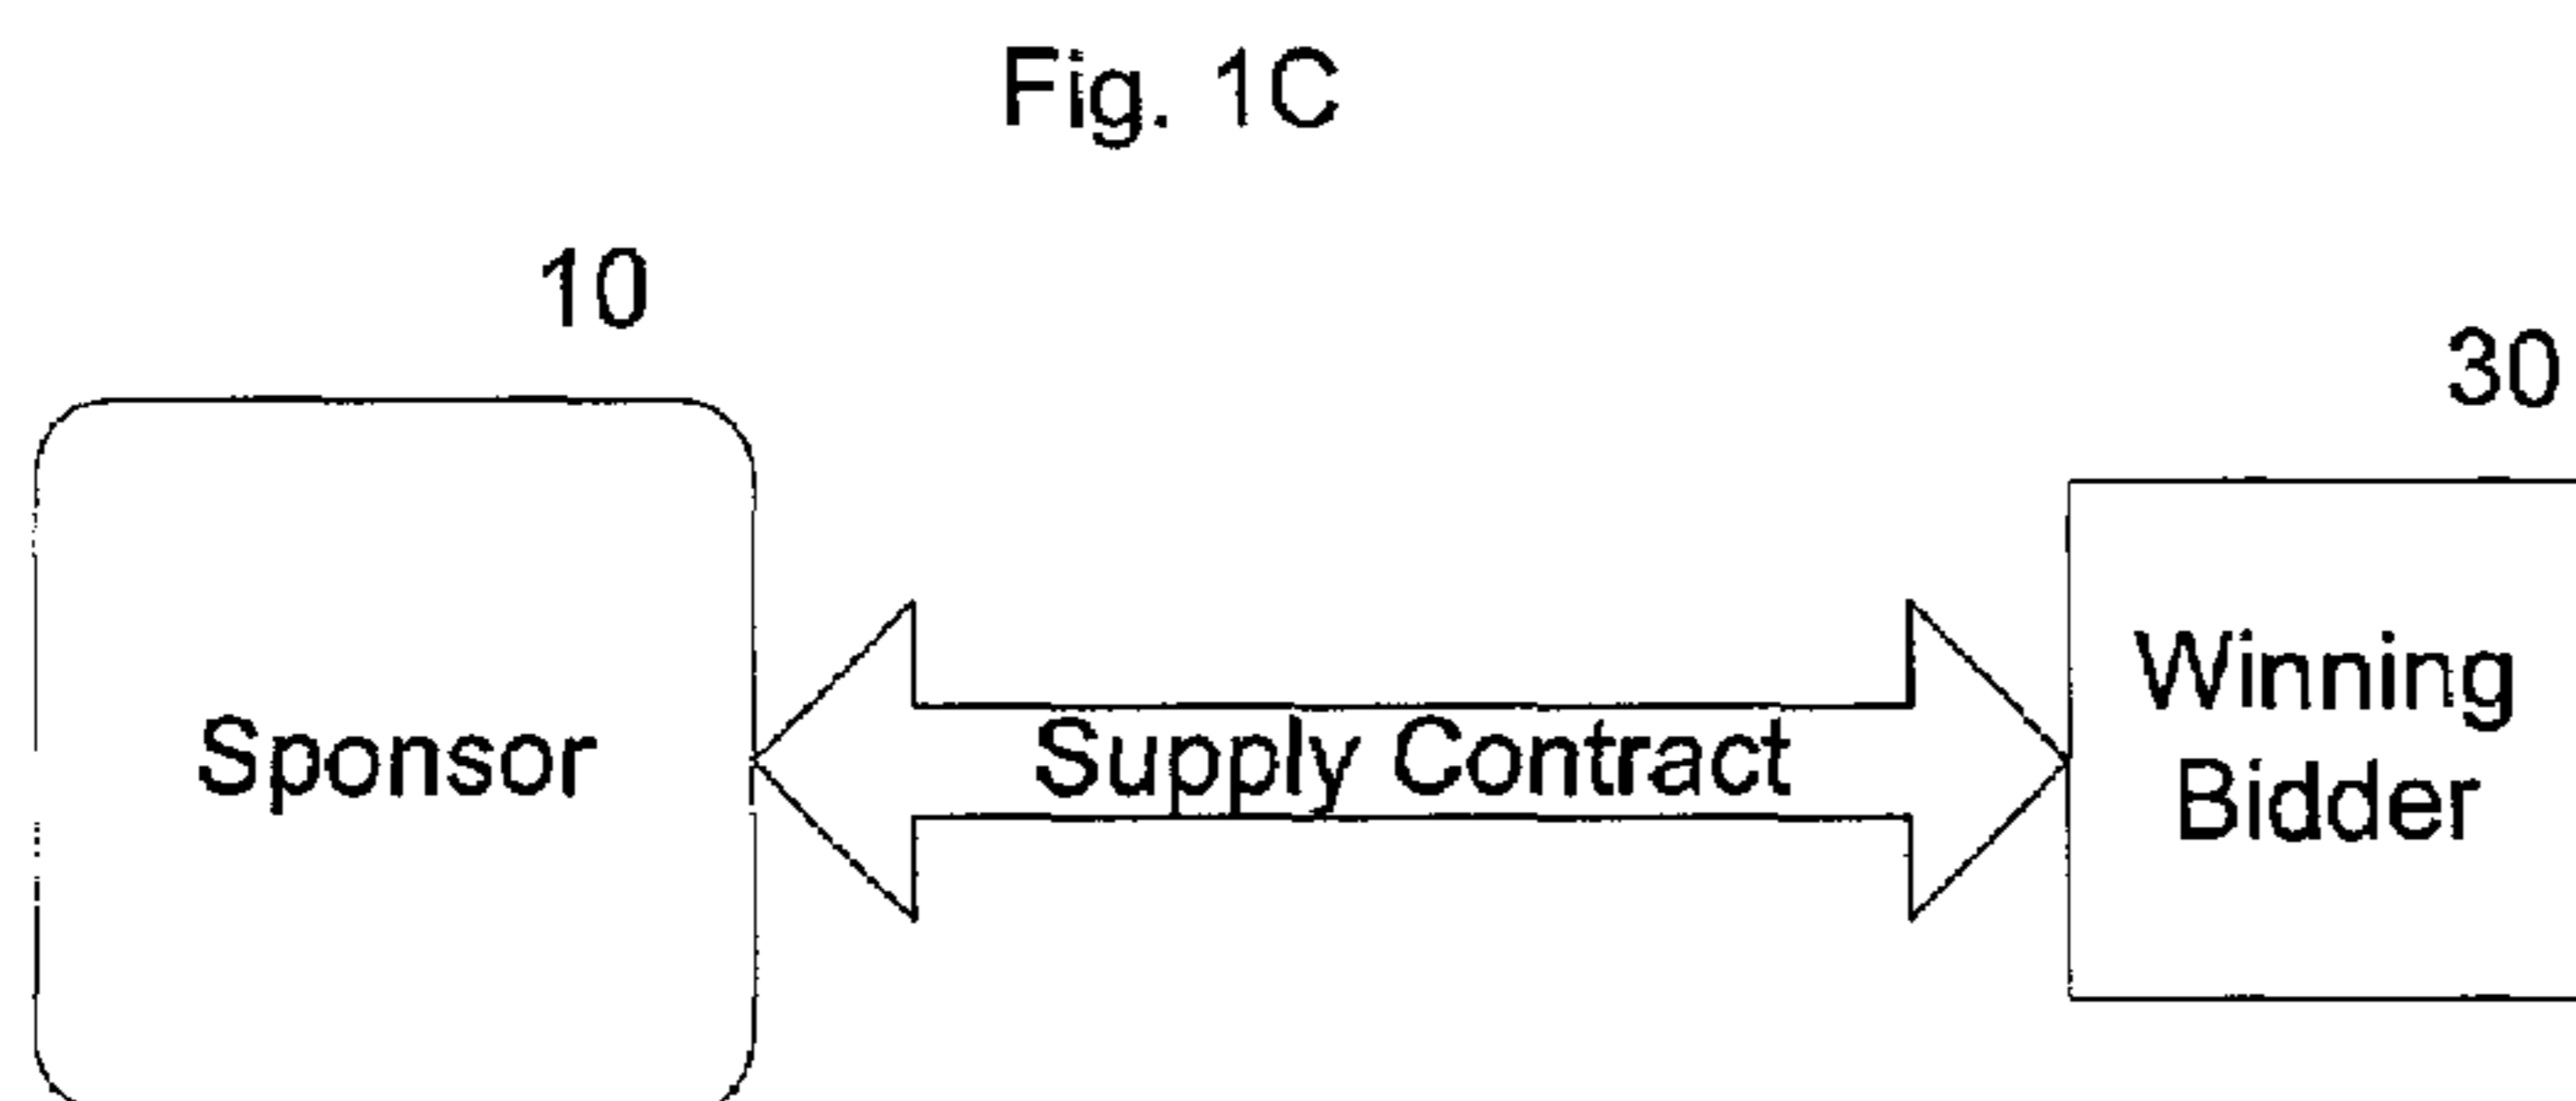 Fig. 1C
10
30
Sponsor
Supply Contract
Winning
Bidder